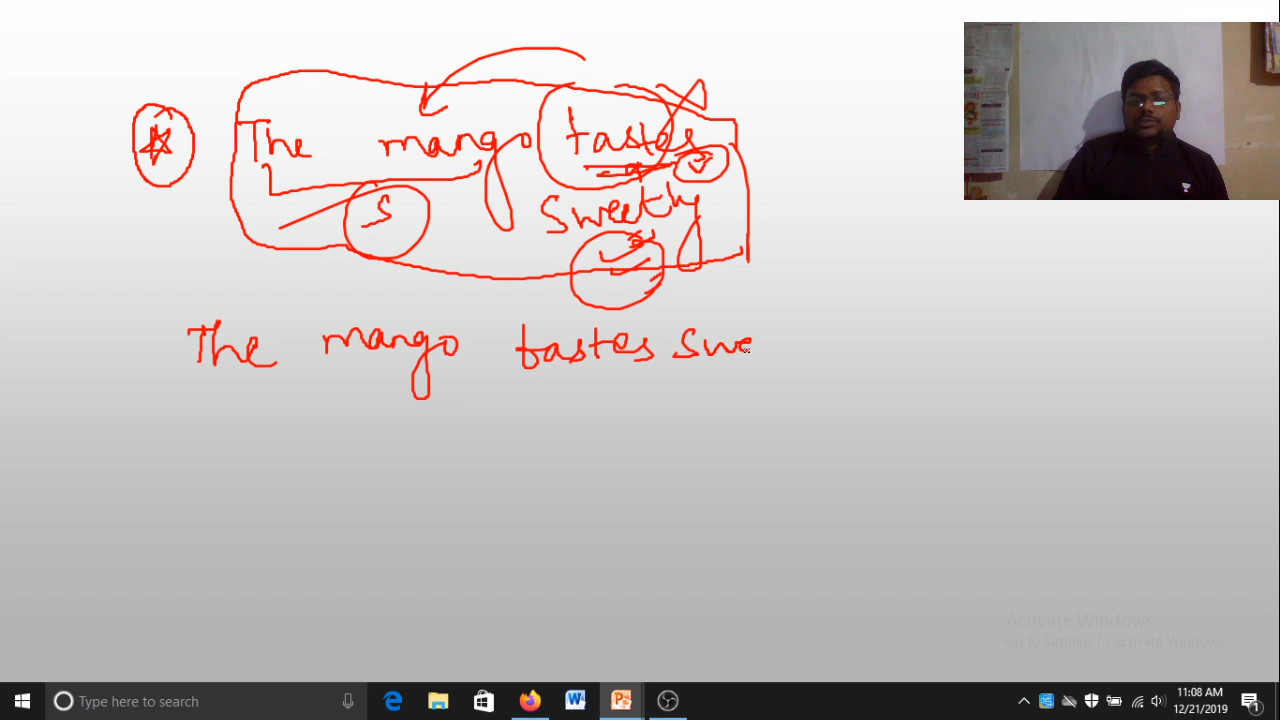 The mango tastes
sweetly
S
V
The mango tastes Swe
Activate Windows
Go to Settings to activate Windows
Type here to search
11:08 AM
12/21/2019